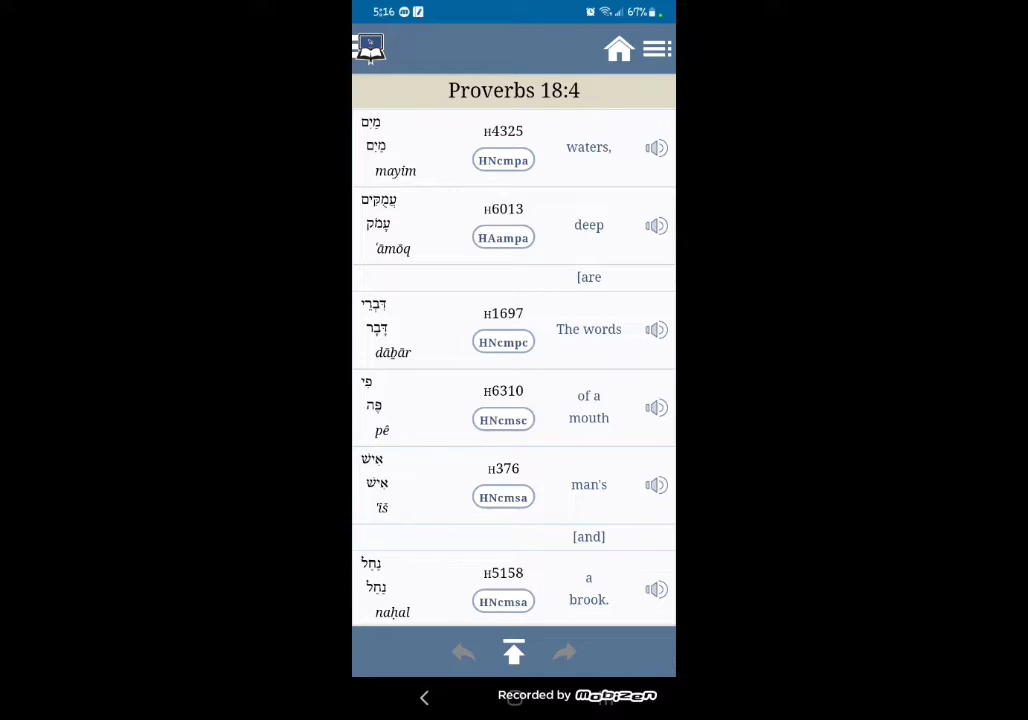 5:16
67%
Proverbs 18:4
מַיִם
מַיִם
mayim
H4325
HNcmpa
waters,
עֲמֻקִּים
עָמֹק
ʿāmōq
H6013
HAampa
deep
[are
דִּבְרֵי
דָּבָר
dāḇār
H1697
HNcmpc
The words
פִי
פֶּה
pê
H6310
HNcmsc
of a
mouth
אִישׁ
אִישׁ
'îš
H376
HNcmsa
man's
[and]
נַחַל
נַחַל
naḥal
H5158
HNcmsa
a
brook.
Recorded by MOBIZEN